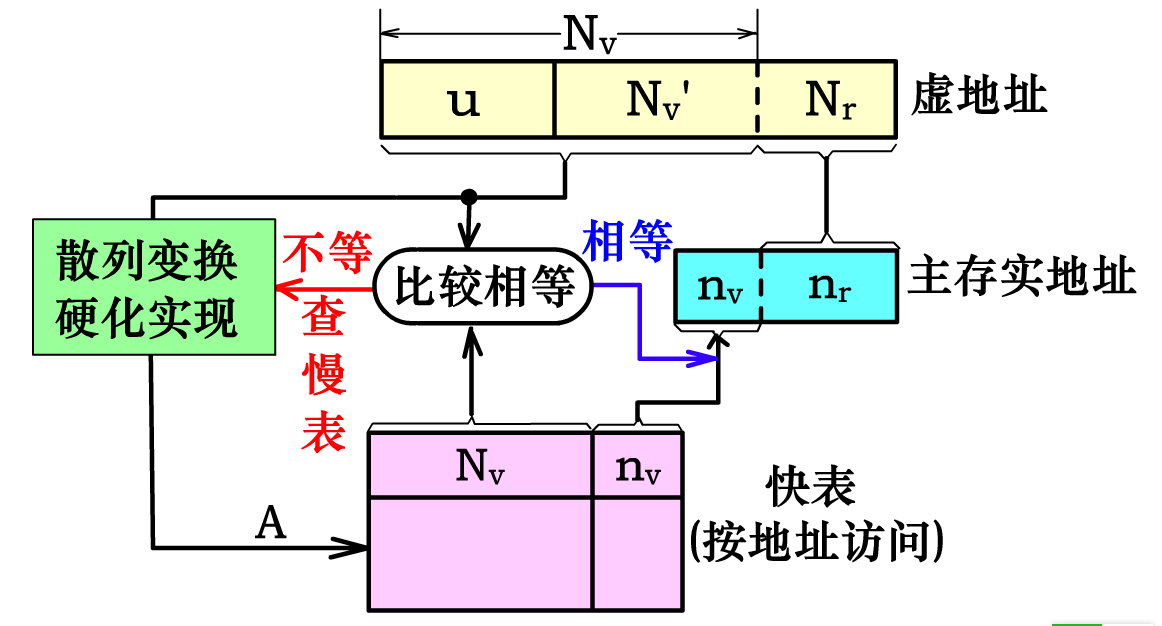 Nv
u
Nv'
Nr
虚地址
散列变换
硬化实现
不等
查
慢
表
比较相等
相等
nv
nr
主存实地址
Nv
nv
快表
(按地址访问)
A